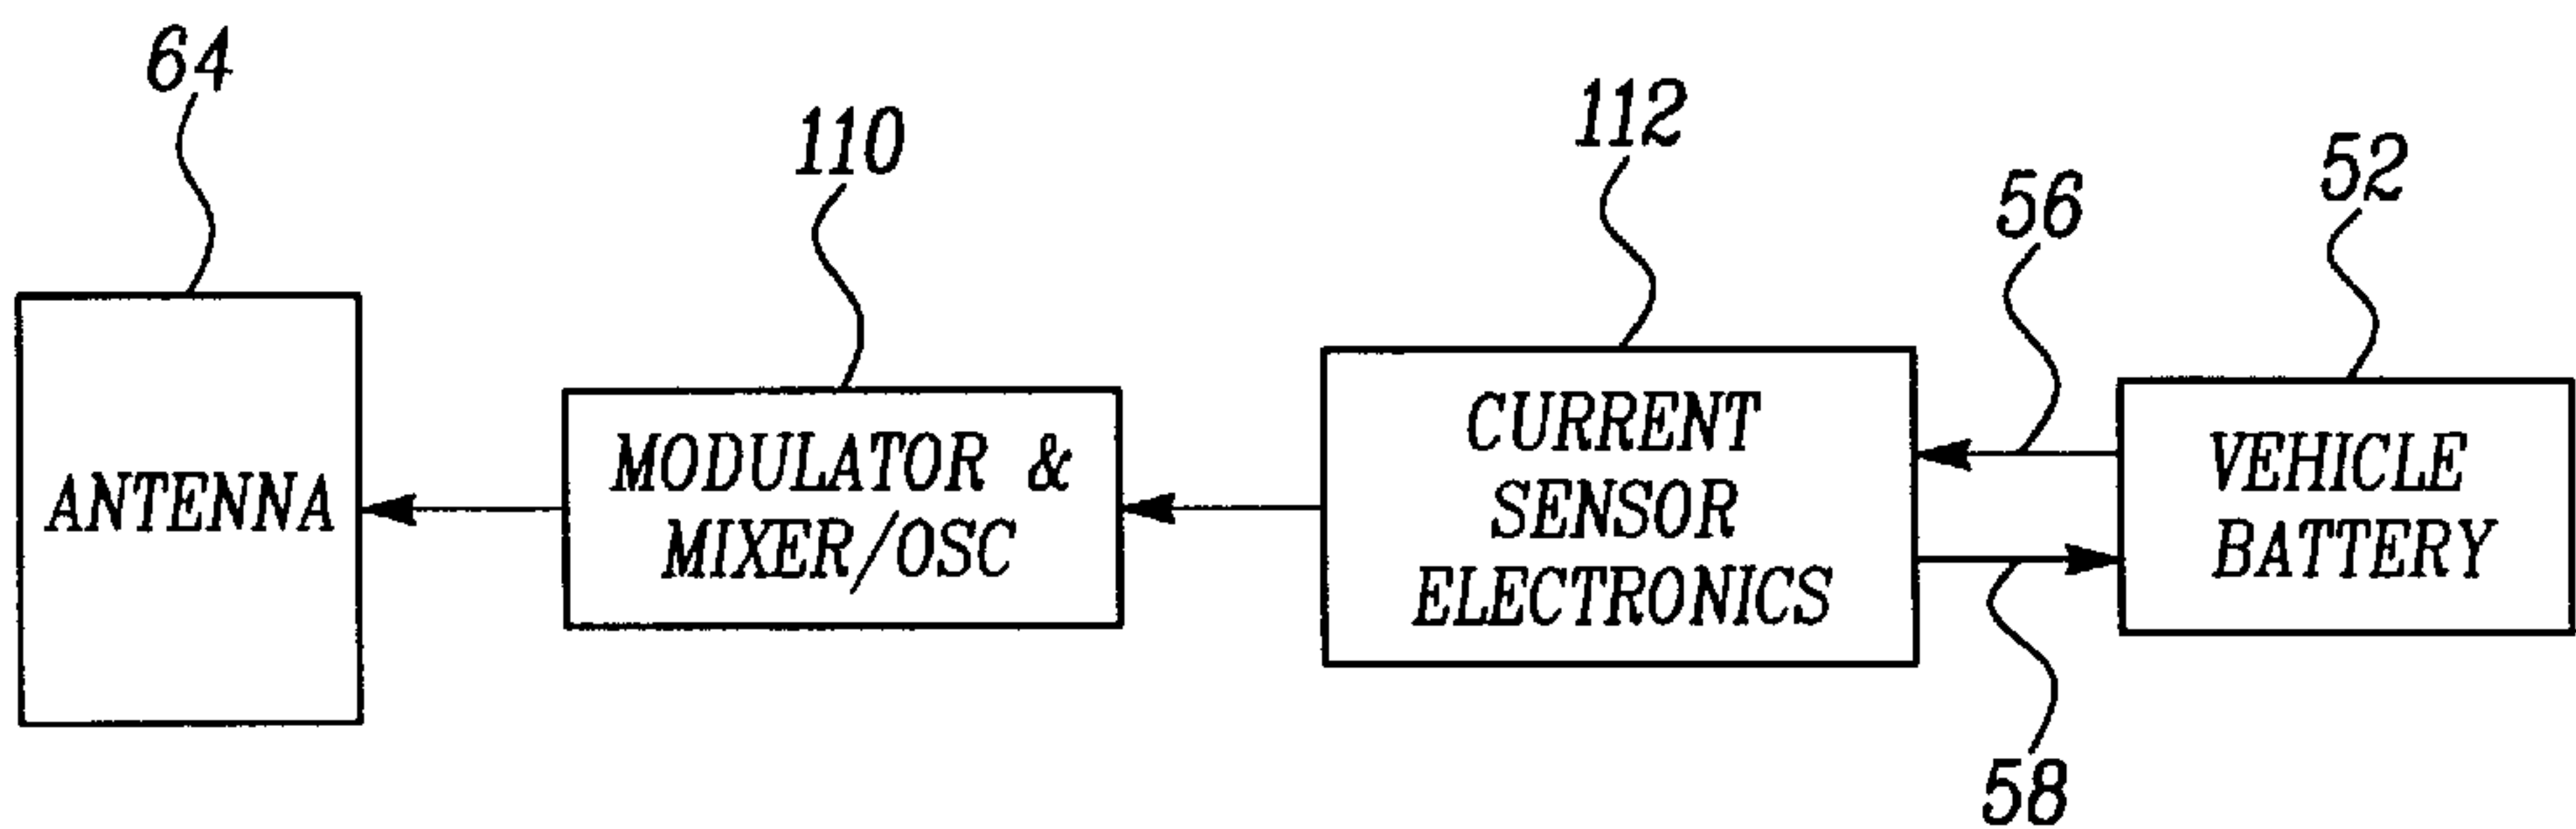 64
110
112
56
52
ANTENNA
MODULATOR &
MIXER/OSC
CURRENT
SENSOR
ELECTRONICS
VEHICLE
BATTERY
58